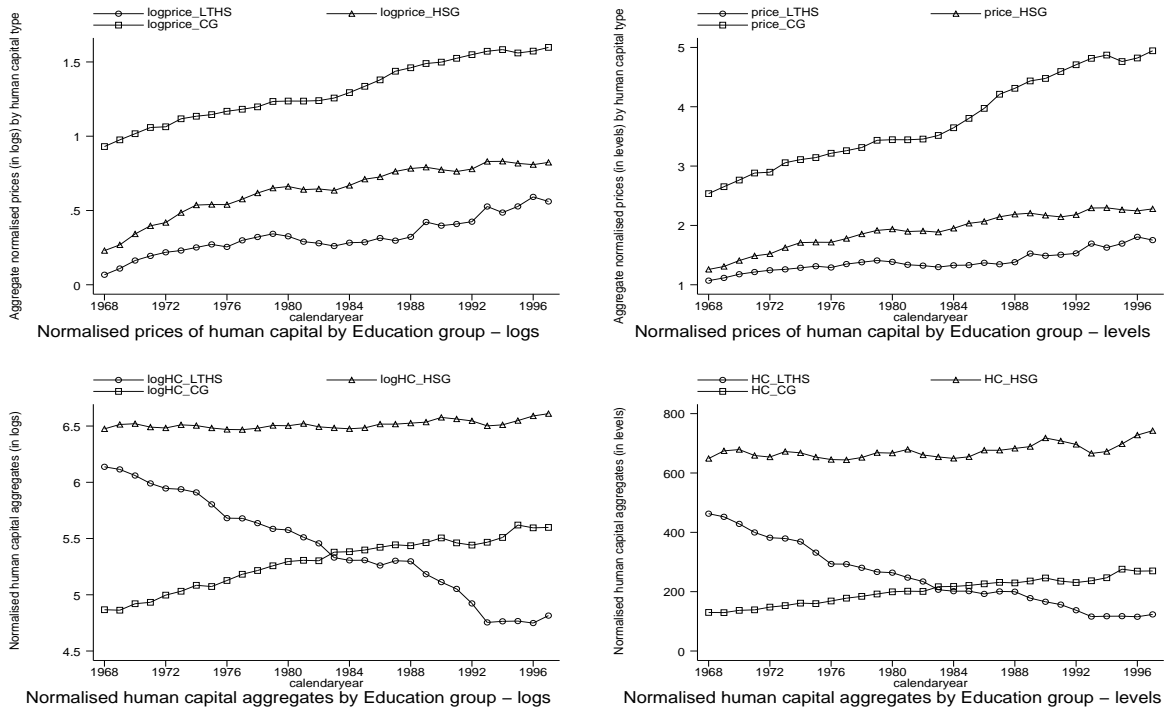 logprice_LTHS logprice_HSG
logprice_CG
Aggregate normalised prices (in logs) by human capital type
1.5
1
.5
0
1968 1972 1976 1980 1984 1988 1992 1996
calendaryear
Normalised prices of human capital by Education group – logs
price_LTHS price_HSG
price_CG
Aggregate normalised prices (in levels) by human capital type
5
4
3
2
1
1968 1972 1976 1980 1984 1988 1992 1996
calendaryear
Normalised prices of human capital by Education group – levels
logHC_LTHS logHC_HSG
logHC_CG
Normalised human capital aggregates (in logs)
6.5
6
5.5
5
4.5
1968 1972 1976 1980 1984 1988 1992 1996
calendaryear
Normalised human capital aggregates by Education group – logs
HC_LTHS HC_HSG
HC_CG
Normalised human capital aggregates (in levels)
800
600
400
200
0
1968 1972 1976 1980 1984 1988 1992 1996
calendaryear
Normalised human capital aggregates by Education group – levels